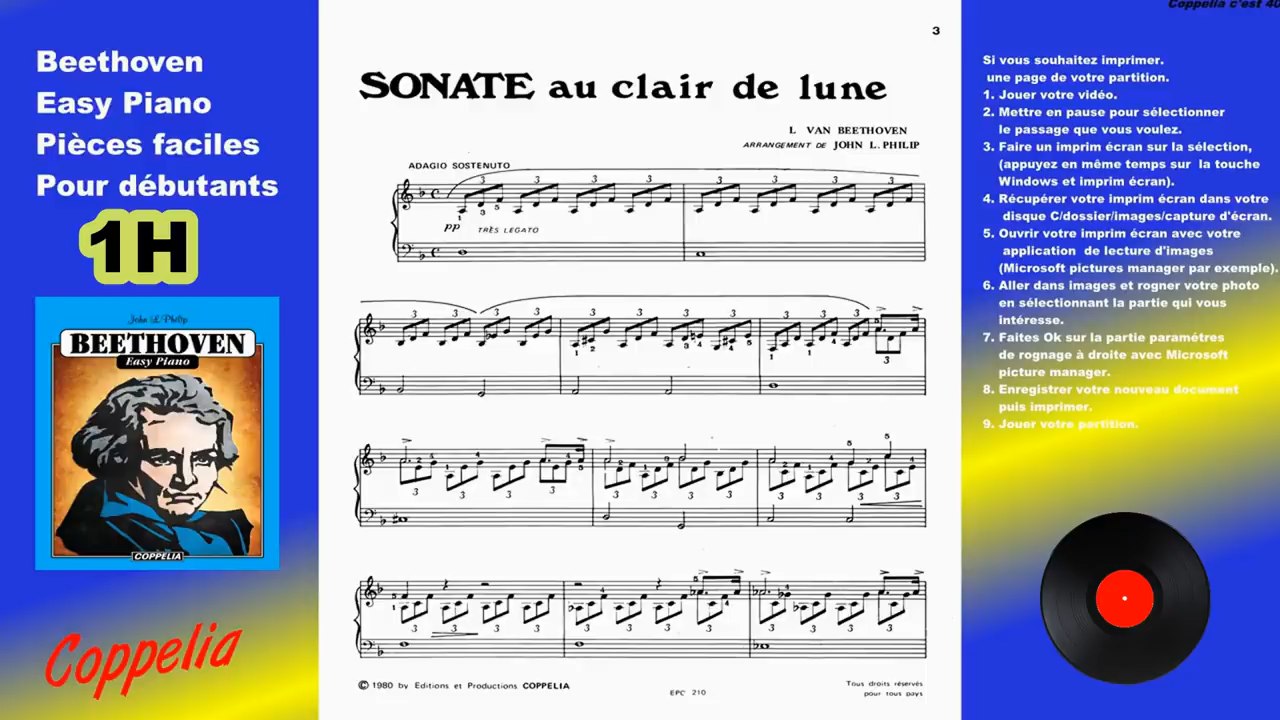 Coppelia c'est 40
Beethoven
Easy Piano
Pièces faciles
Pour débutants
1H
John L. Philip
BEETHOVEN
Easy Piano
COPPELIA
Coppelia
3
SONATE au clair de lune
L VAN BEETHOVEN
ARRANGEMENT DE JOHN L. PHILIP
ADAGIO SOSTENUTO
pp TRÈS LEGATO
© 1980 by Editions et Productions COPPELIA
EPC 210
Tous droits réservés
pour tous pays
Si vous souhaitez imprimer.
une page de votre partition.
1. Jouer votre vidéo.
2. Mettre en pause pour sélectionner
le passage que vous voulez.
3. Faire un imprim écran sur la sélection,
(appuyez en même temps sur la touche
Windows et imprim écran).
4. Récupérer votre imprim écran dans votre
disque C/dossier/images/capture d'écran.
5. Ouvrir votre imprim écran avec votre
application de lecture d'images
(Microsoft pictures manager par exemple).
6. Aller dans images et rogner votre photo
en sélectionnant la partie qui vous
intéresse.
7. Faites Ok sur la partie paramétres
de rognage à droite avec Microsoft
picture manager.
8. Enregistrer votre nouveau document
puis imprimer.
9. Jouer votre partition.